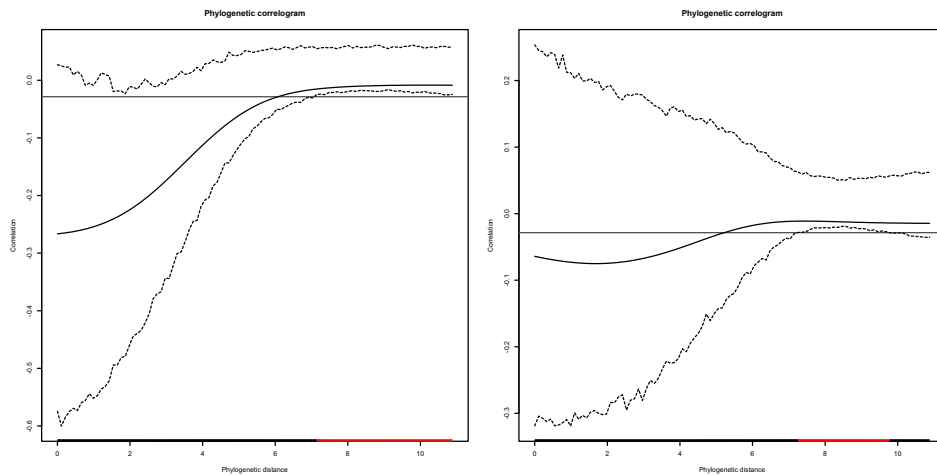 Phylogenetic correlogram
Correlation
0.0
-0.1
-0.2
-0.3
-0.4
-0.5
-0.6
0 2 4 6 8 10
Phylogenetic distance
Phylogenetic correlogram
Correlation
0.2
0.1
0.0
-0.1
-0.2
-0.3
0 2 4 6 8 10
Phylogenetic distance